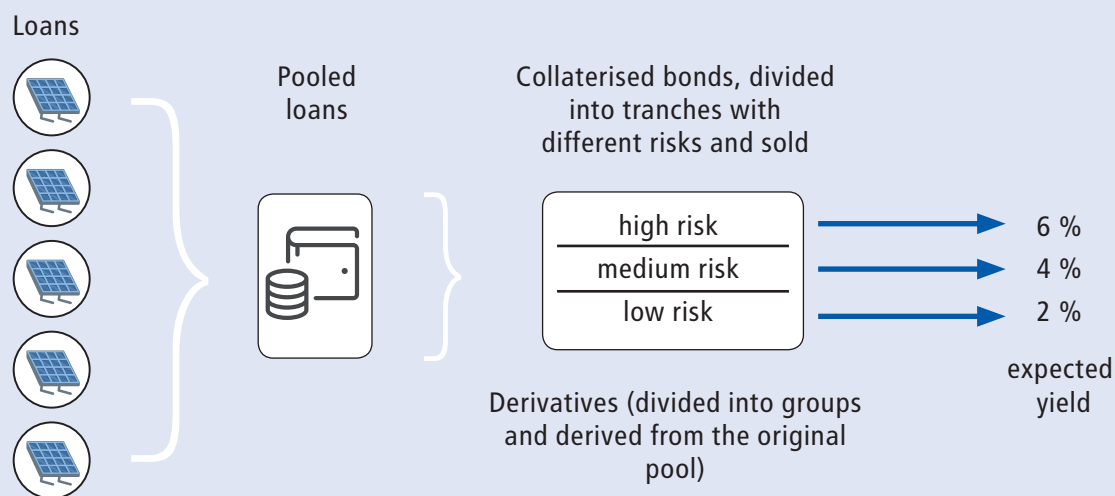 Loans
Pooled
loans
Collaterised bonds, divided
into tranches with
different risks and sold
high risk
medium risk
low risk
6 %
4 %
2 %
expected
yield
Derivatives (divided into groups
and derived from the original
pool)